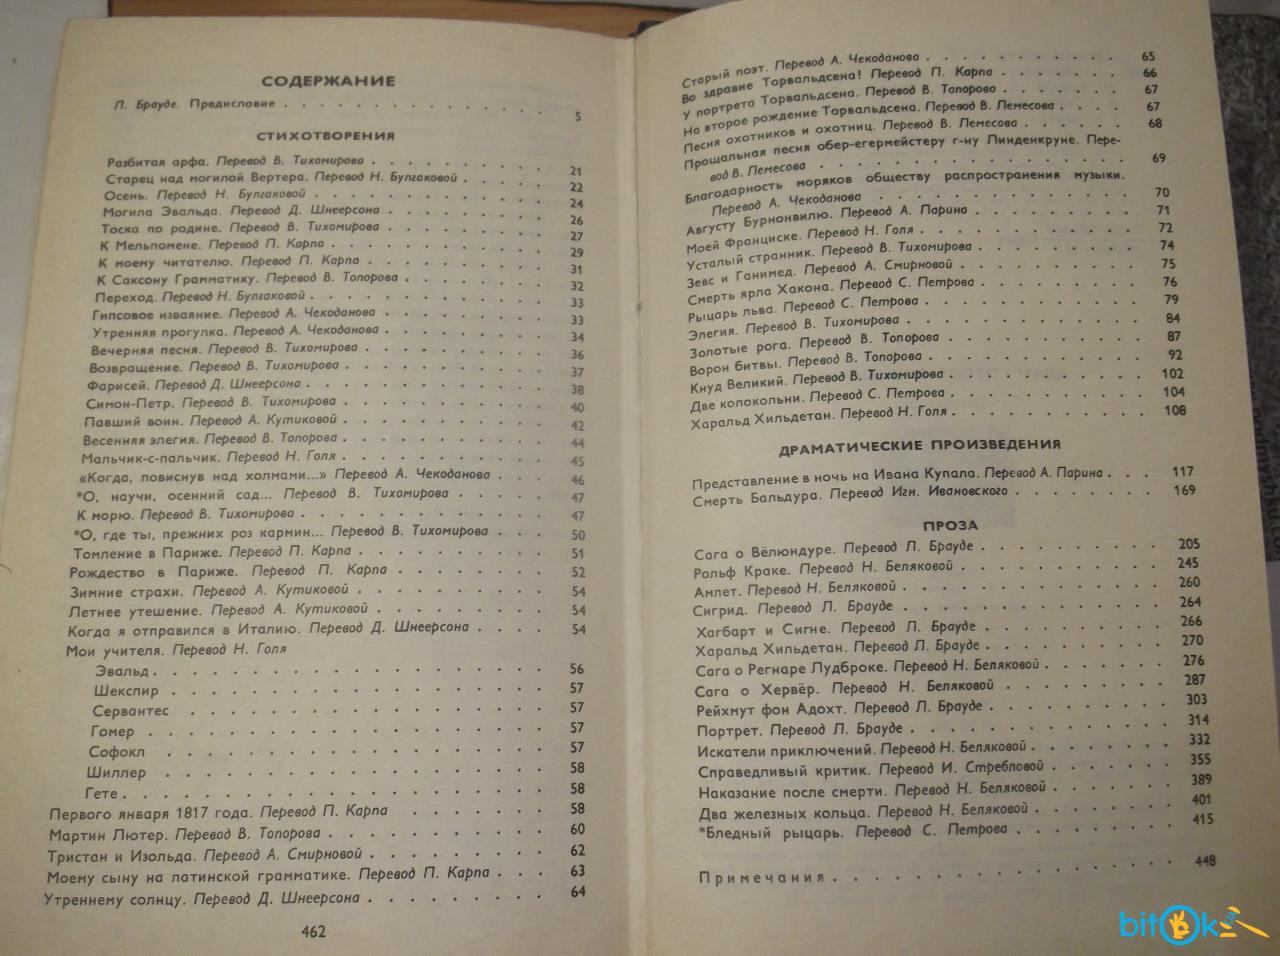 СОДЕРЖАНИЕ
Л. Брауде. Предисловие . . . . . . . . . . . . . . . 5
СТИХОТВОРЕНИЯ
Разбитая арфа. Перевод В. Тихомирова . . . . . . . . . 21
Старец над могилой Вертера. Перевод Н. Булгаковой . . . . . 22
Осень. Перевод Н. Булгаковой . . . . . . . . . . . 24
Могила Эвальда. Перевод Д. Шнеерсона . . . . . . . . 26
Тоска по родине. Перевод В. Тихомирова . . . . . . . . 27
К Мельпомене. Перевод П. Карпа . . . . . . . . . . 29
К моему читателю. Перевод П. Карпа . . . . . . . . . 31
К Саксону Грамматику. Перевод В. Топорова . . . . . . . 32
Переход. Перевод Н. Булгаковой . . . . . . . . . . . 33
Гипсовое изваяние. Перевод А. Чекоданова . . . . . . . . 33
Утренняя прогулка. Перевод А. Чекоданова . . . . . . . . 34
Вечерняя песня. Перевод В. Тихомирова . . . . . . . . . 36
Возвращение. Перевод В. Тихомирова . . . . . . . . . 37
Фарисей. Перевод Д. Шнеерсона . . . . . . . . . . . 38
Симон-Петр. Перевод В. Тихомирова . . . . . . . . . . 40
Павший воин. Перевод А. Кутиковой . . . . . . . . . . 42
Весенняя элегия. Перевод В. Топорова . . . . . . . . . 44
Мальчик-с-пальчик. Перевод Н. Голя . . . . . . . . . . 45
«Когда, повиснув над холмами...» Перевод А. Чекоданова . . . 46
*О, научи, осенний сад... Перевод В. Тихомирова . . . . . 47
К морю. Перевод В. Тихомирова . . . . . . . . . . . 47
*О, где ты, прежних роз кармин... Перевод В. Тихомирова . . . 50
Томление в Париже. Перевод П. Карпа . . . . . . . . . 51
Рождество в Париже. Перевод П. Карпа . . . . . . . . 52
Зимние страхи. Перевод А. Кутиковой . . . . . . . . . 54
Летнее утешение. Перевод А. Кутиковой . . . . . . . . 54
Когда я отправился в Италию. Перевод Д. Шнеерсона . . . . 54
Мои учителя. Перевод Н. Голя
Эвальд . . . . . . . . . . . . . . . . . . 56
Шекспир . . . . . . . . . . . . . . . . . 57
Сервантес . . . . . . . . . . . . . . . . 57
Гомер . . . . . . . . . . . . . . . . . . 57
Софокл . . . . . . . . . . . . . . . . . 57
Шиллер . . . . . . . . . . . . . . . . . 58
Гете . . . . . . . . . . . . . . . . . . . 58
Первого января 1817 года. Перевод П. Карпа . . . . . . . 58
Мартин Лютер. Перевод В. Топорова . . . . . . . . . . 60
Тристан и Изольда. Перевод А. Смирновой . . . . . . . . 62
Моему сыну на латинской грамматике. Перевод П. Карпа . . . 63
Утреннему солнцу. Перевод Д. Шнеерсона . . . . . . . . 64
462
Старый поэт. Перевод А. Чекоданова . . . . . . . . . . 65
Во здравие Торвальдсена! Перевод П. Карпа . . . . . . . 66
У портрета Торвальдсена. Перевод В. Топорова . . . . . . 67
На второе рождение Торвальдсена. Перевод В. Лемесова . . . 67
Песня охотников и охотниц. Перевод В. Лемесова . . . . . . 68
Прощальная песня обер-егермейстеру г-ну Линденкруне. Пере-
вод В. Лемесова . . . . . . . . . . . . . . . . 69
Благодарность моряков обществу распространения музыки.
Перевод А. Чекоданова . . . . . . . . . . . . . 70
Августу Бурнонвилю. Перевод А. Парина . . . . . . . . 71
Моей Франциске. Перевод Н. Голя . . . . . . . . . . 72
Усталый странник. Перевод В. Тихомирова . . . . . . . . 74
Зевс и Ганимед. Перевод А. Смирновой . . . . . . . . . 75
Смерть ярла Хакона. Перевод С. Петрова . . . . . . . . 76
Рыцарь льва. Перевод С. Петрова . . . . . . . . . . 79
Элегия. Перевод В. Тихомирова . . . . . . . . . . . 84
Золотые рога. Перевод В. Топорова . . . . . . . . . . 87
Ворон битвы. Перевод В. Топорова . . . . . . . . . . 92
Кнуд Великий. Перевод В. Тихомирова . . . . . . . . . 102
Две колокольни. Перевод С. Петрова . . . . . . . . . 104
Харальд Хильдетан. Перевод Н. Голя . . . . . . . . . . 108
ДРАМАТИЧЕСКИЕ ПРОИЗВЕДЕНИЯ
Представление в ночь на Ивана Купала. Перевод А. Парина . . . 117
Смерть Бальдура. Перевод Игн. Ивановского . . . . . . . 169
ПРОЗА
Сага о Вёлюндуре. Перевод Л. Брауде . . . . . . . . . 205
Рольф Краке. Перевод Н. Беляковой . . . . . . . . . . 245
Амлет. Перевод Н. Беляковой . . . . . . . . . . . . 260
Сигрид. Перевод Л. Брауде . . . . . . . . . . . . 264
Хагбарт и Сигне. Перевод Л. Брауде . . . . . . . . . 266
Харальд Хильдетан. Перевод Л. Брауде . . . . . . . . . 270
Сага о Регнаре Лудброке. Перевод Н. Беляковой . . . . . . 276
Сага о Хервёр. Перевод Н. Беляковой . . . . . . . . 287
Рейхмут фон Адохт. Перевод Л. Брауде . . . . . . . . . 303
Портрет. Перевод Л. Брауде . . . . . . . . . . . . 314
Искатели приключений. Перевод Н. Беляковой . . . . . . . 332
Справедливый критик. Перевод И. Стребловой . . . . . . 355
Наказание после смерти. Перевод Н. Беляковой . . . . . . 389
Два железных кольца. Перевод Н. Беляковой . . . . . . . 401
*Бледный рыцарь. Перевод С. Петрова . . . . . . . . 415
Примечания . . . . . . . . . . . . . . . . . 448
bitOk